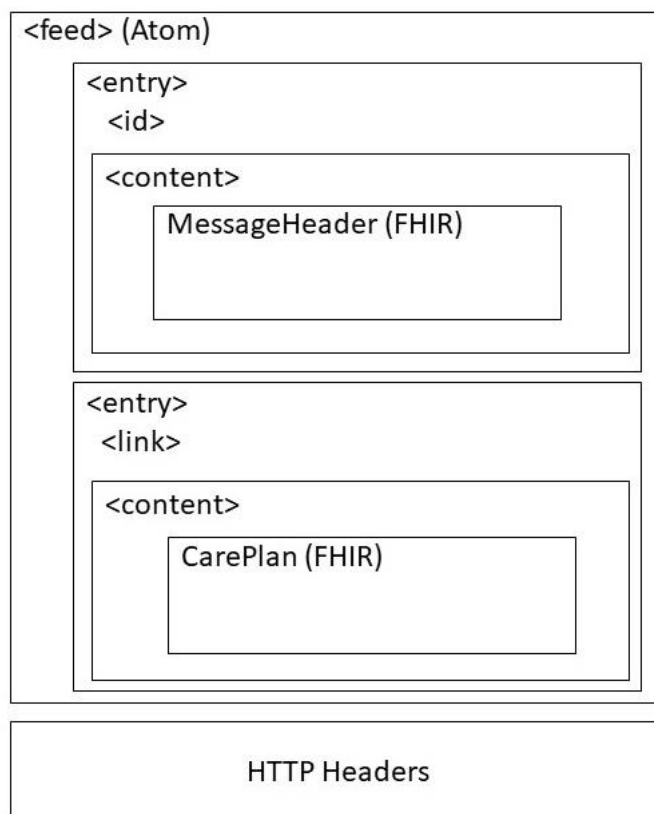 <feed> (Atom)
<entry>
<id>
<content>
MessageHeader (FHIR)
<entry>
<link>
<content>
CarePlan (FHIR)
HTTP Headers